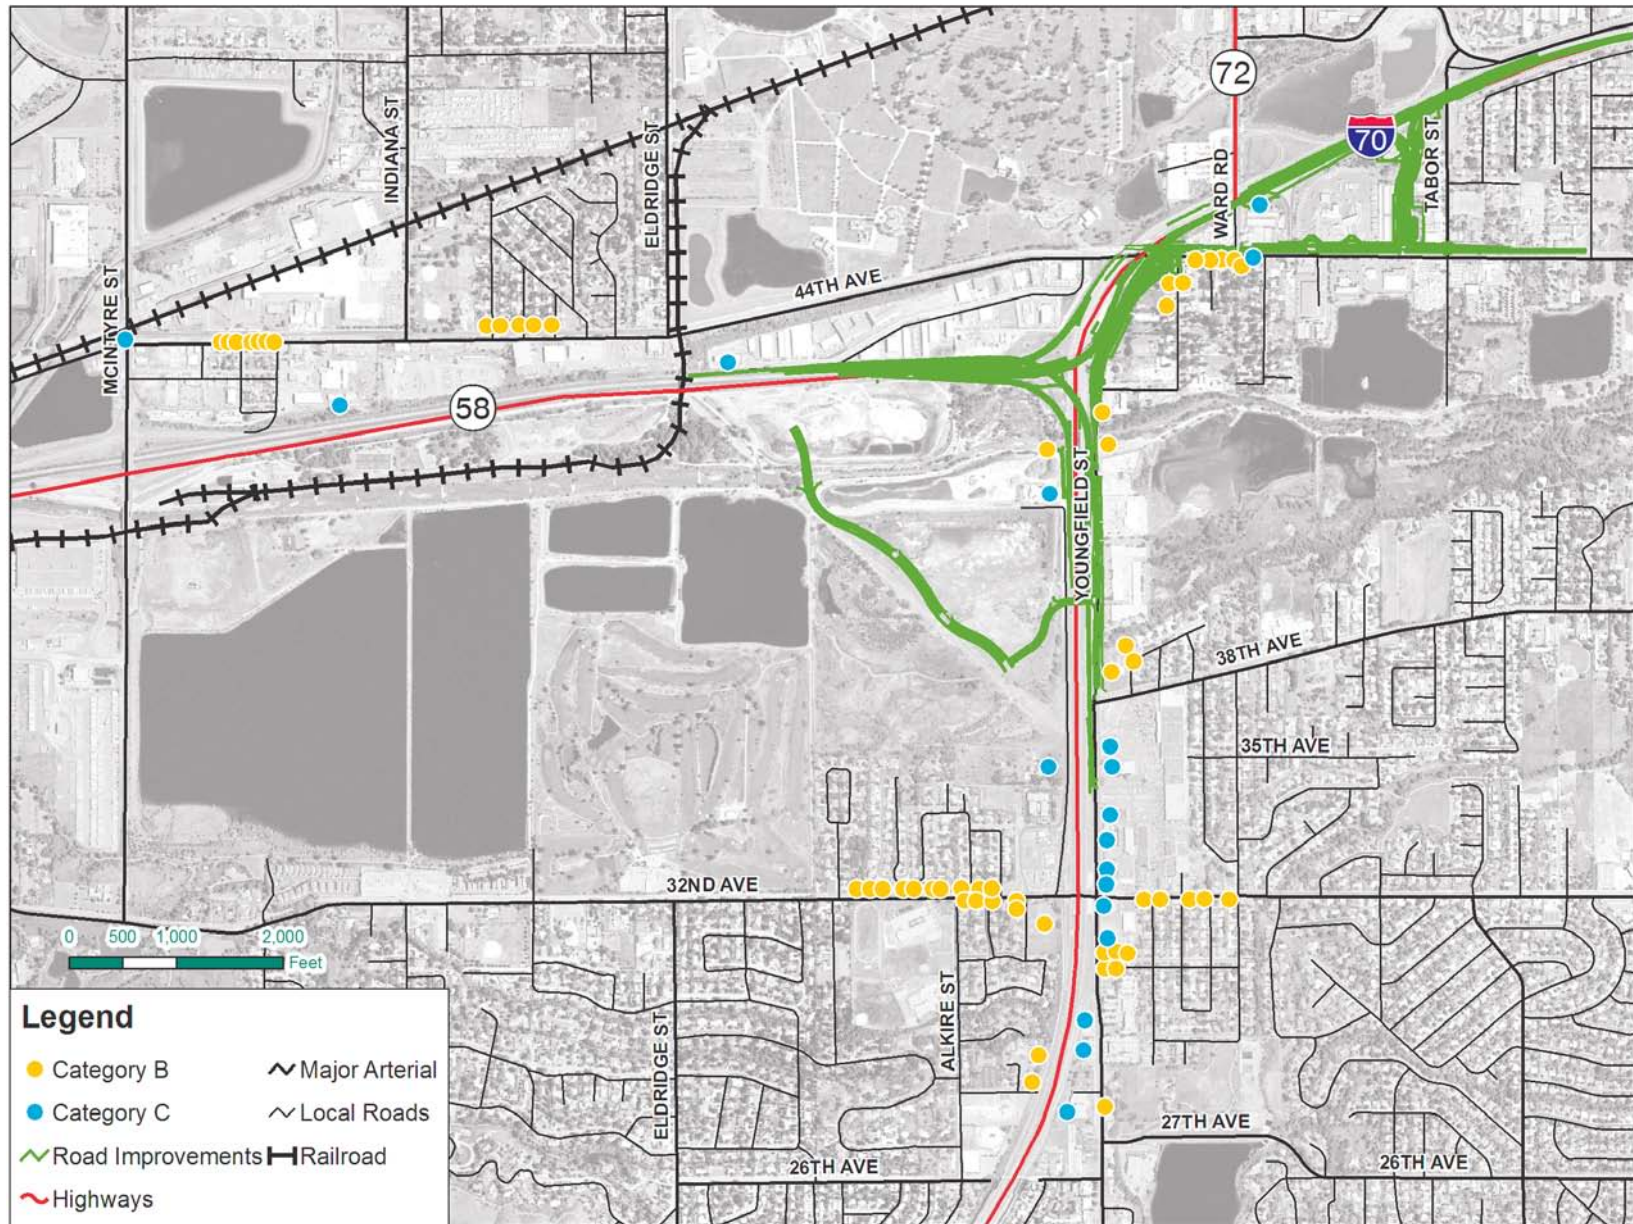 72
INDIANA ST
ELDRIDGE ST
70
WARD RD
TABOR ST
44TH AVE
MCINTYRE ST
58
YOUNGFIELD ST
38TH AVE
35TH AVE
32ND AVE
0 500 1,000 2,000
Feet
ALKIRE ST
ELDRIDGE ST
27TH AVE
26TH AVE
26TH AVE
Legend
Category B
Major Arterial
Category C
Local Roads
Road Improvements
Railroad
Highways